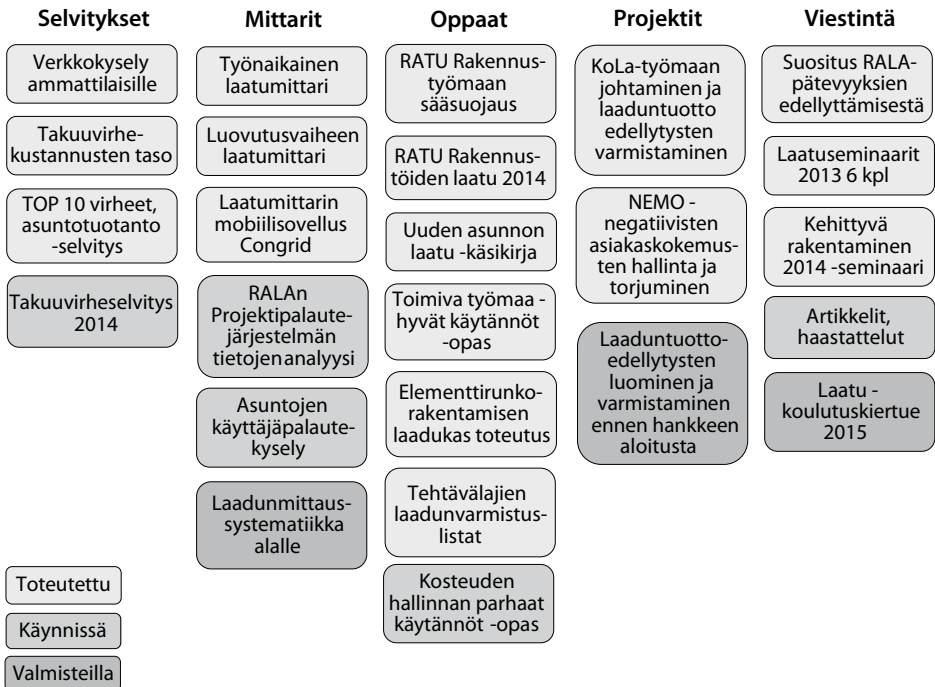 Selvitykset
Verkkokysely
ammattilaisille
Takuuvirhe-
kustannusten taso
TOP 10 virheet,
asuntotuotanto
-selvitys
Takuuvirheselvitys
2014
Mittarit
Työnaikainen
laatumittari
Luovutusvaiheen
laatumittari
Laatumittarin
mobiilisovellus
Congrid
RALAn
Projektipalaute-
järjestelmän
tietojen analyysi
Asuntojen
käyttäjäpalaute-
kysely
Laadunmittaus-
systematiikka
alalle
Oppaat
RATU Rakennus-
työmaan
sääsuojaus
RATU Rakennus-
töiden laatu 2014
Uuden asunnon
laatu -käsikirja
Toimiva työmaa -
hyvät käytännöt
-opas
Elementtirunko-
rakentamisen
laadukas toteutus
Tehtävälajien
laadunvarmistus-
listat
Kosteuden
hallinnan parhaat
käytännöt -opas
Projektit
KoLa-työmaan
johtaminen ja
laaduntuotto
edellytysten
varmistaminen
NEMO -
negatiivisten
asiakaskokemus-
ten hallinta ja
torjuminen
Laaduntuotto-
edellytysten
luominen ja
varmistaminen
ennen hankkeen
aloitusta
Viestintä
Suositus RALA-
pätevyyksien
edellyttämisestä
Laatuseminaarit
2013 6 kpl
Kehittyvä
rakentaminen
2014 -seminaari
Artikkelit,
haastattelut
Laatu -
koulutuskiertue
2015
Toteutettu
Käynnissä
Valmisteilla